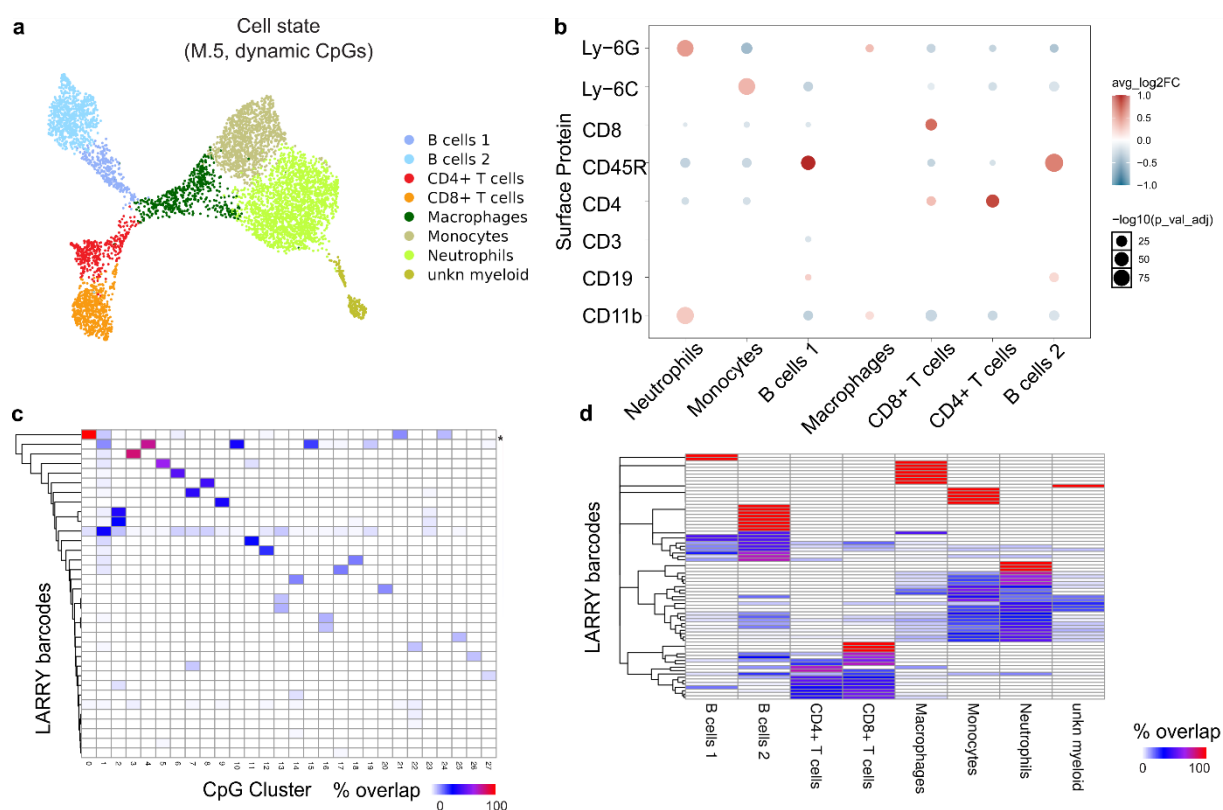 a
Cell state
(M.5, dynamic CpGs)
B cells 1
B cells 2
CD4+ T cells
CD8+ T cells
Macrophages
Monocytes
Neutrophils
unkn myeloid
b
Surface Protein
Ly-6G
Ly-6C
CD8
CD45R
CD4
CD3
CD19
CD11b
Neutrophils
Monocytes
B cells 1
Macrophages
CD8+ T cells
CD4+ T cells
B cells 2
avg_log2FC
1.0
0.5
0.0
−0.5
−1.0
−log10(p_val_adj)
25
50
75
c
*
LARRY barcodes
0 1 2 3 4 5 6 7 8 9 10 11 12 13 14 15 16 17 18 19 20 21 22 23 24 25 26 27
CpG Cluster
% overlap
0 100
d
LARRY barcodes
B cells 1
B cells 2
CD4+ T cells
CD8+ T cells
Macrophages
Monocytes
Neutrophils
unkn myeloid
% overlap
0 100